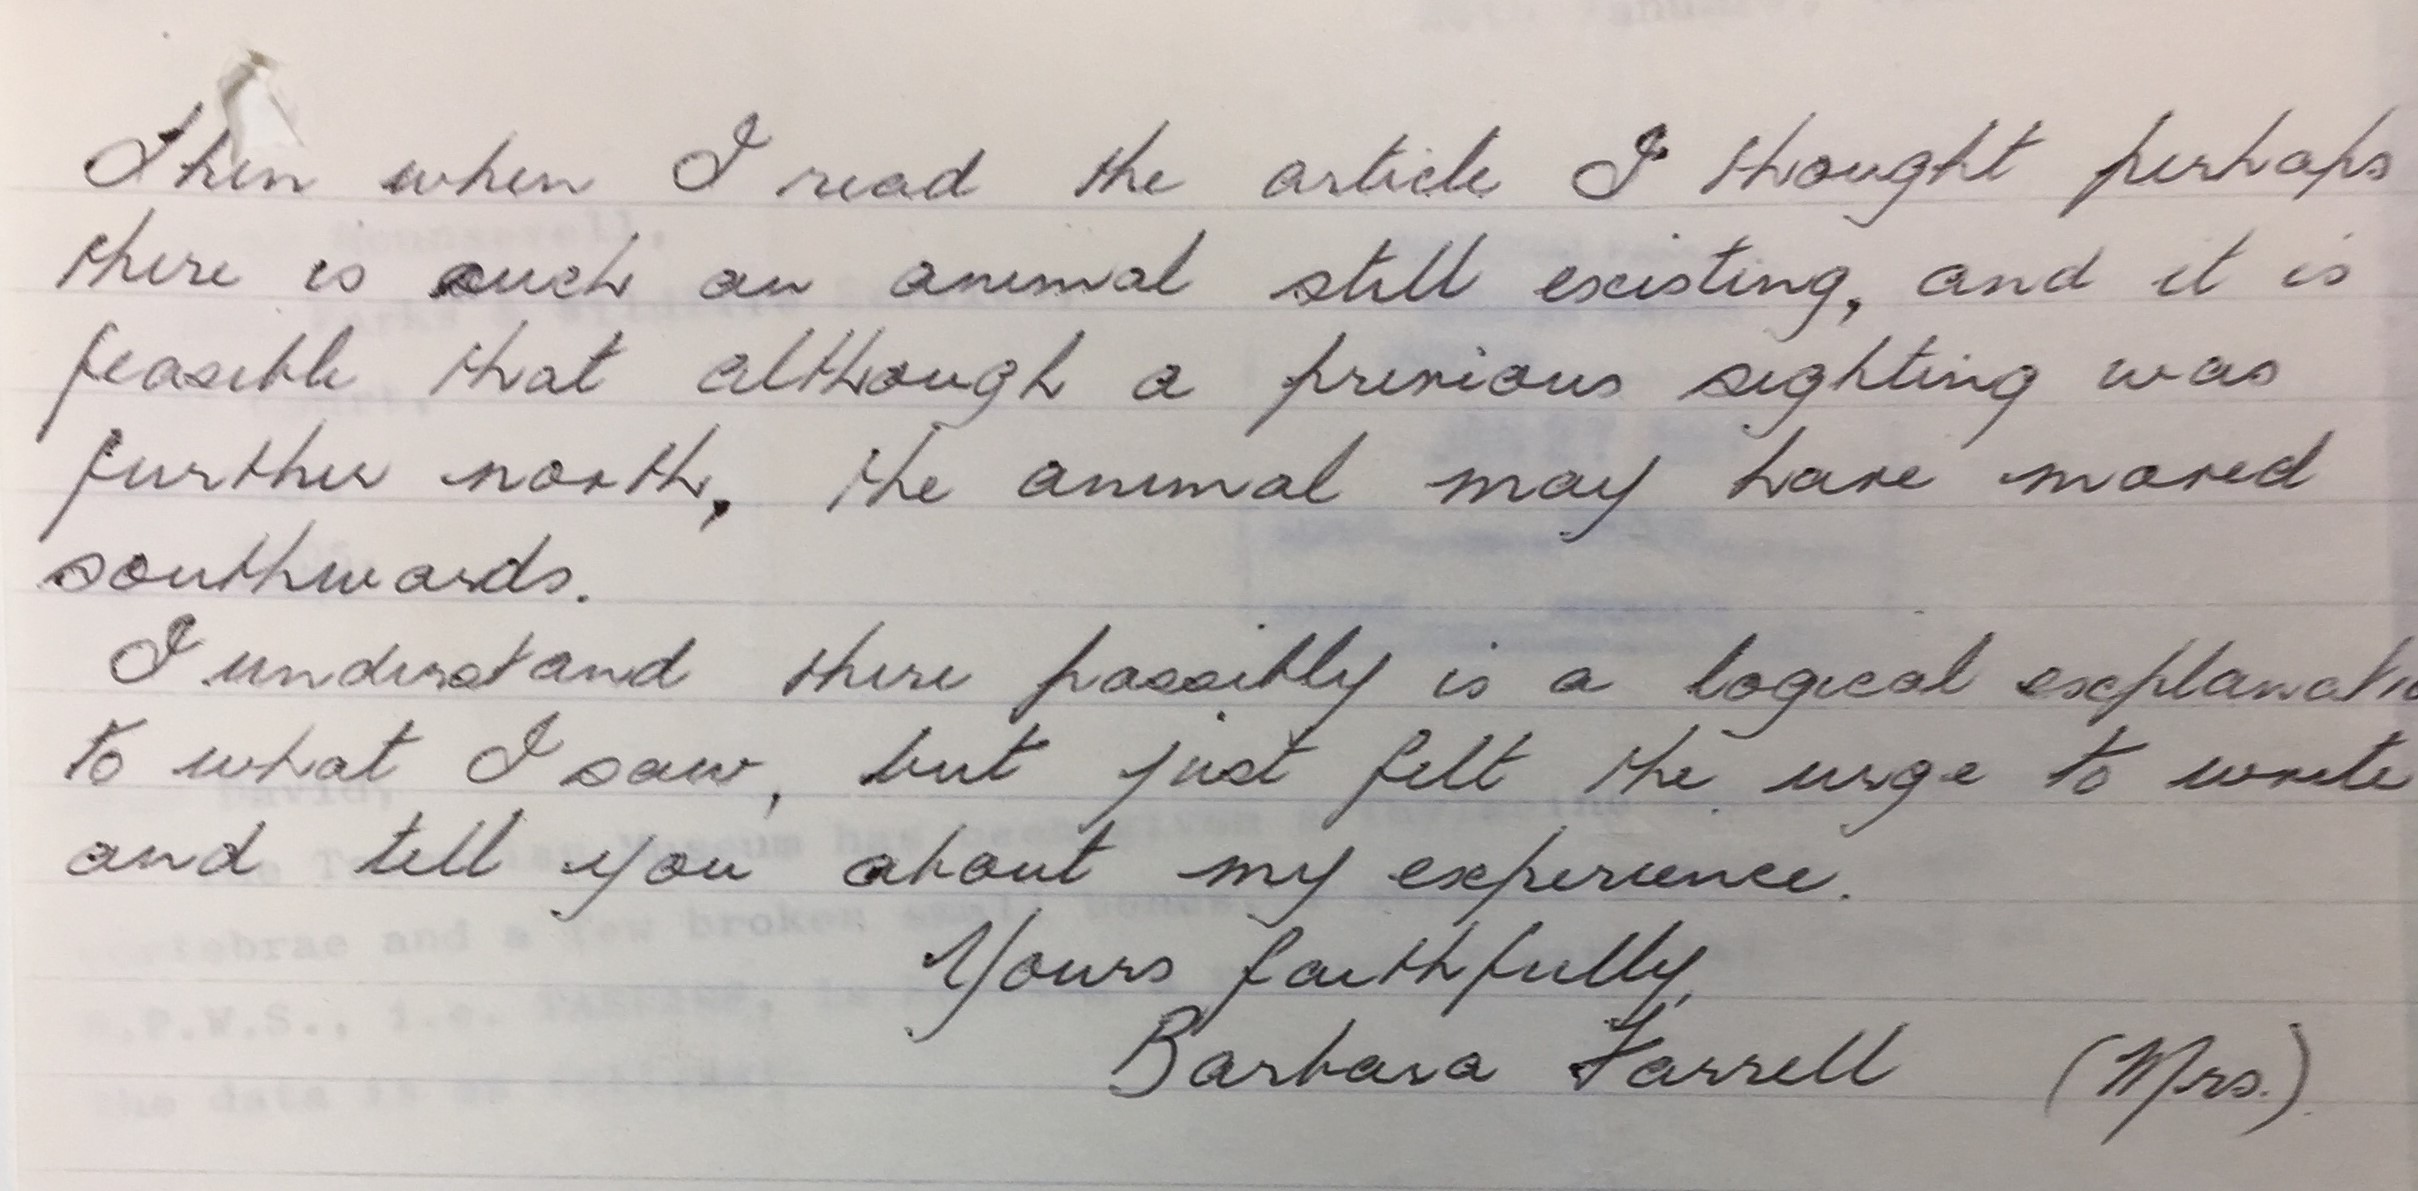 Then when I read the article I thought perhaps
there is such an animal still existing, and it is
feasible that although a previous sighting was
further north, the animal may have moved
southwards.
I understand there possibly is a logical explanatio
to what I saw, but just felt the urge to write
and tell you about my experience.
Yours faithfully,
Barbara Farrell (Mrs.)